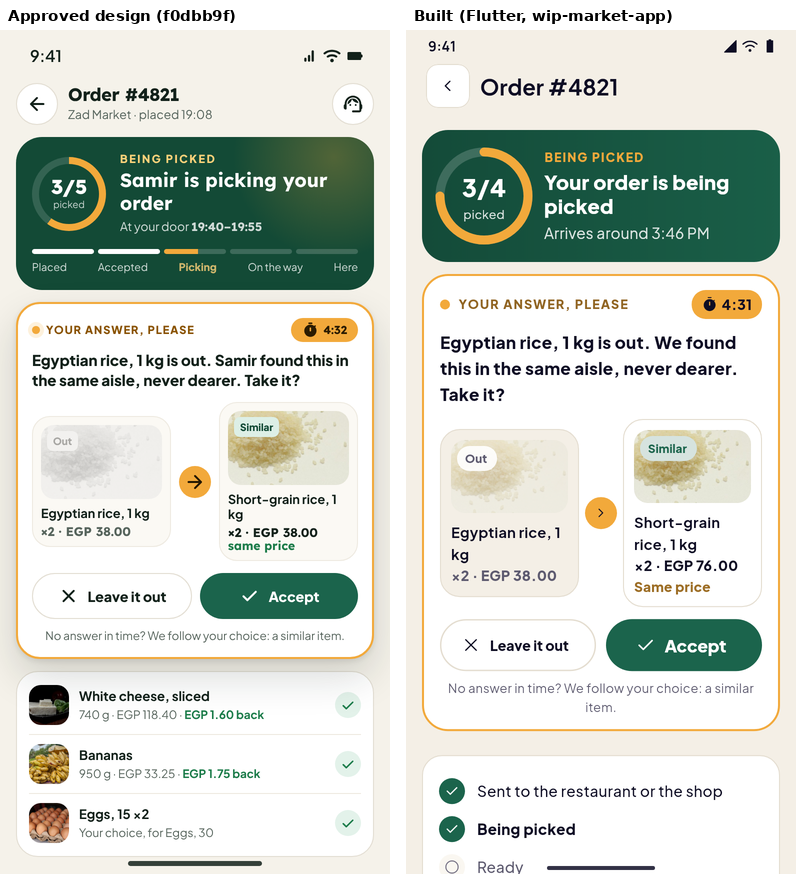 Approved design (f0dbb9f)
9:41
Order #4821
Zad Market · placed 19:08
3/5
picked
BEING PICKED
Samir is picking your
order
At your door 19:40–19:55
Placed Accepted Picking On the way Here
YOUR ANSWER, PLEASE
4:32
Egyptian rice, 1 kg is out. Samir found this in
the same aisle, never dearer. Take it?
Out
Egyptian rice, 1 kg
×2 · EGP 38.00
Similar
Short-grain rice, 1
kg
×2 · EGP 38.00
same price
Leave it out
Accept
No answer in time? We follow your choice: a similar item.
White cheese, sliced
740 g · EGP 118.40 · EGP 1.60 back
Bananas
950 g · EGP 33.25 · EGP 1.75 back
Eggs, 15 ×2
Your choice, for Eggs, 30
Built (Flutter, wip-market-app)
9:41
Order #4821
3/4
picked
BEING PICKED
Your order is being
picked
Arrives around 3:46 PM
YOUR ANSWER, PLEASE
4:31
Egyptian rice, 1 kg is out. We found
this in the same aisle, never dearer.
Take it?
Out
Egyptian rice, 1
kg
×2 · EGP 38.00
Similar
Short-grain
rice, 1 kg
×2 · EGP 76.00
Same price
Leave it out
Accept
No answer in time? We follow your choice: a similar
item.
Sent to the restaurant or the shop
Being picked
Ready